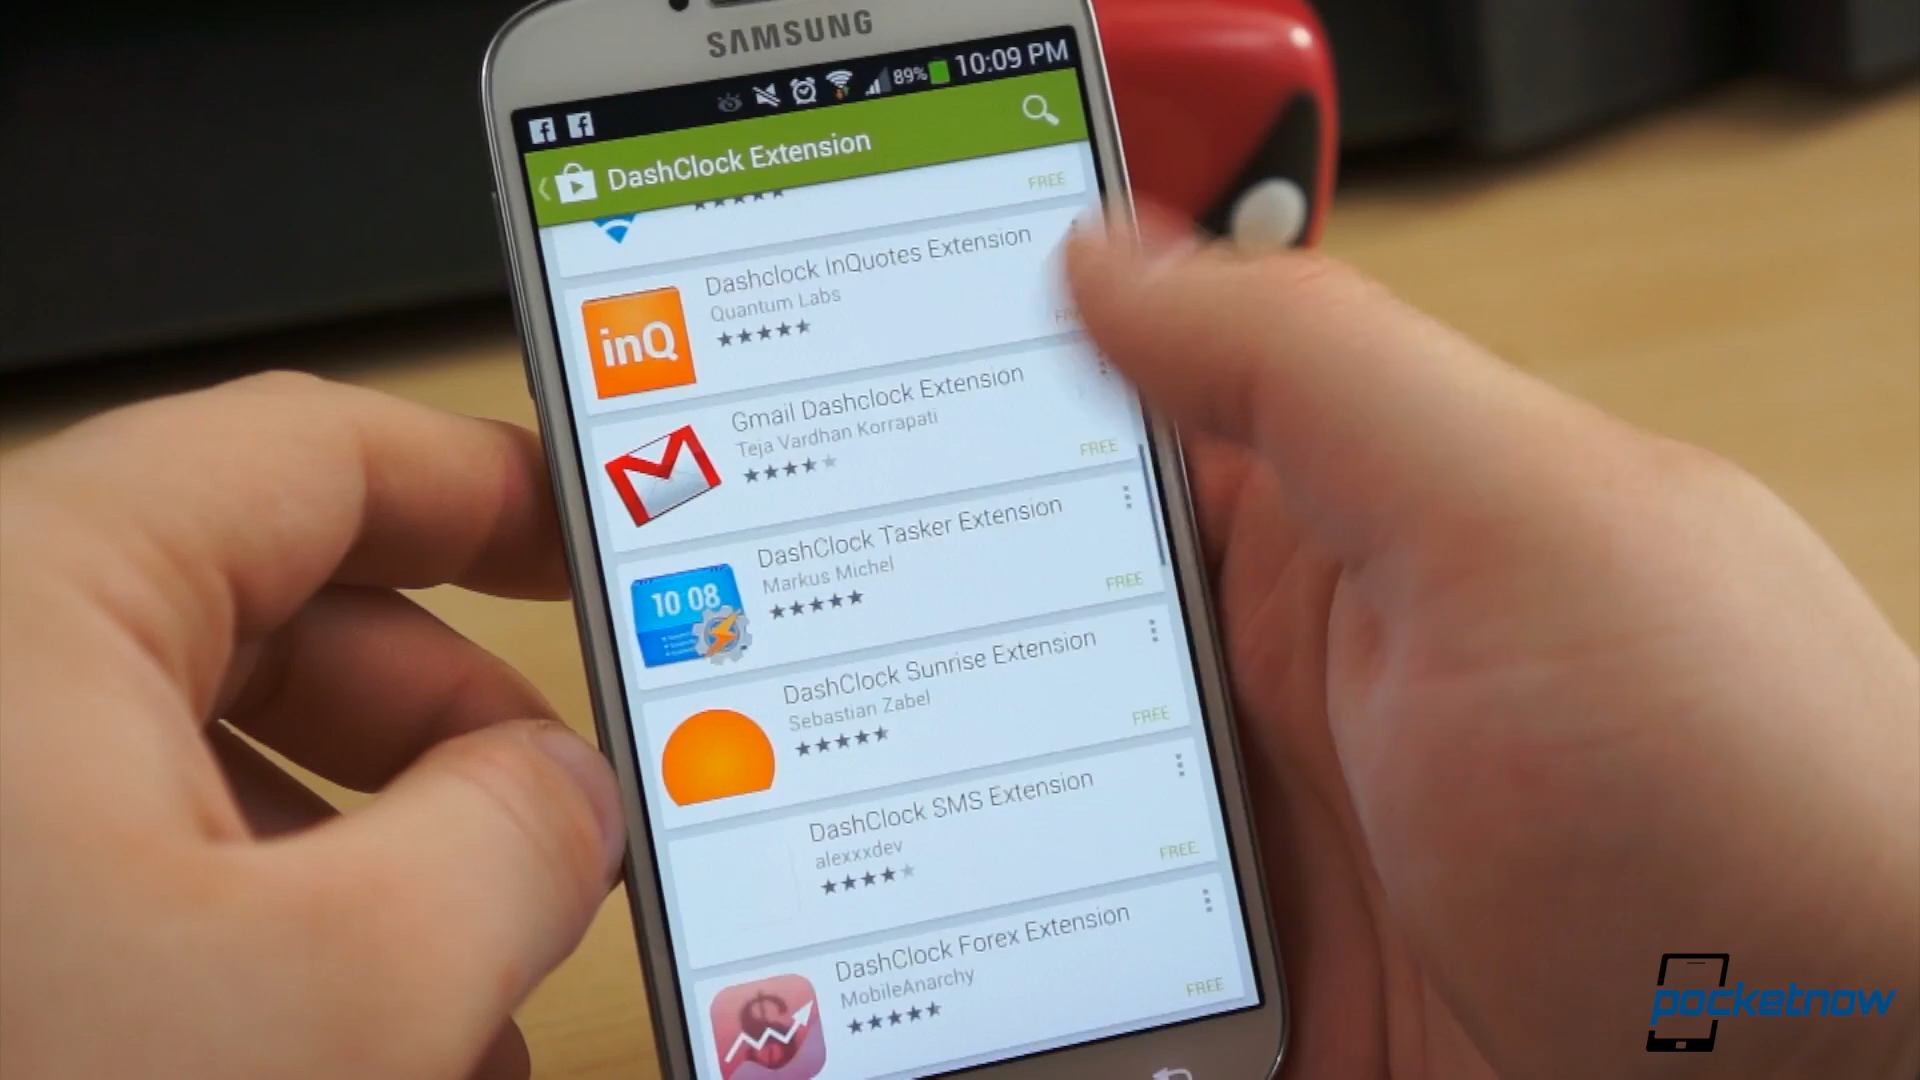 SAMSUNG
89% 10:09 PM
DashClock Extension
FREE
Dashclock InQuotes Extension
Quantum Labs
inQ
Gmail Dashclock Extension
Teja Vardhan Korrapati
FREE
DashClock Tasker Extension
Markus Michel
10 08
FREE
DashClock Sunrise Extension
Sebastian Zabel
FREE
DashClock SMS Extension
alexxxdev
FREE
DashClock Forex Extension
MobileAnarchy
FREE
pocketnow